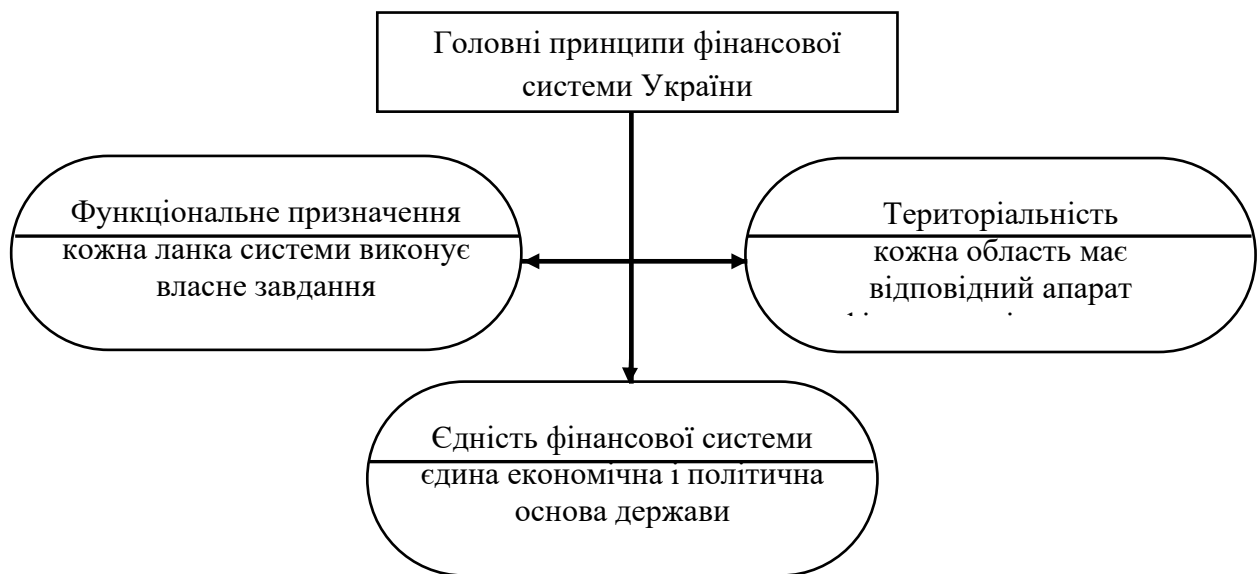 Головні принципи фінансової
системи України
Функціональне призначення
кожна ланка системи виконує
власне завдання
Територіальність
кожна область має
відповідний апарат
Єдність фінансової системи
єдина економічна і політична
основа держави